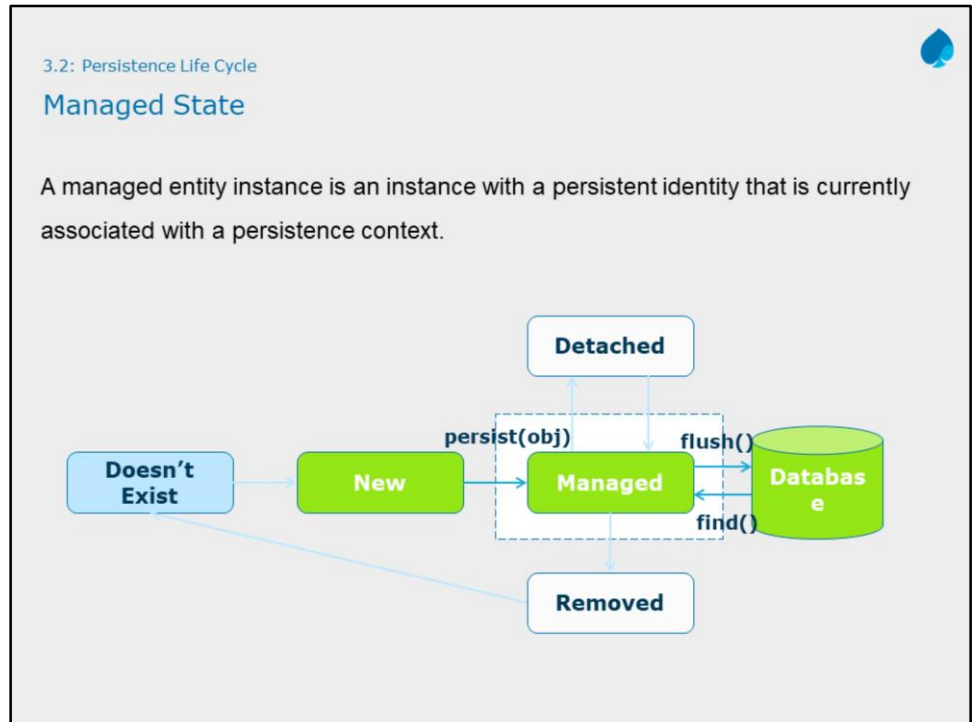 3.2: Persistence Life Cycle
Managed State
A managed entity instance is an instance with a persistent identity that is currently
associated with a persistence context.
Detached
persist(obj)
flush()
Doesn't
Exist
New
Managed
Databas
e
find()
Removed